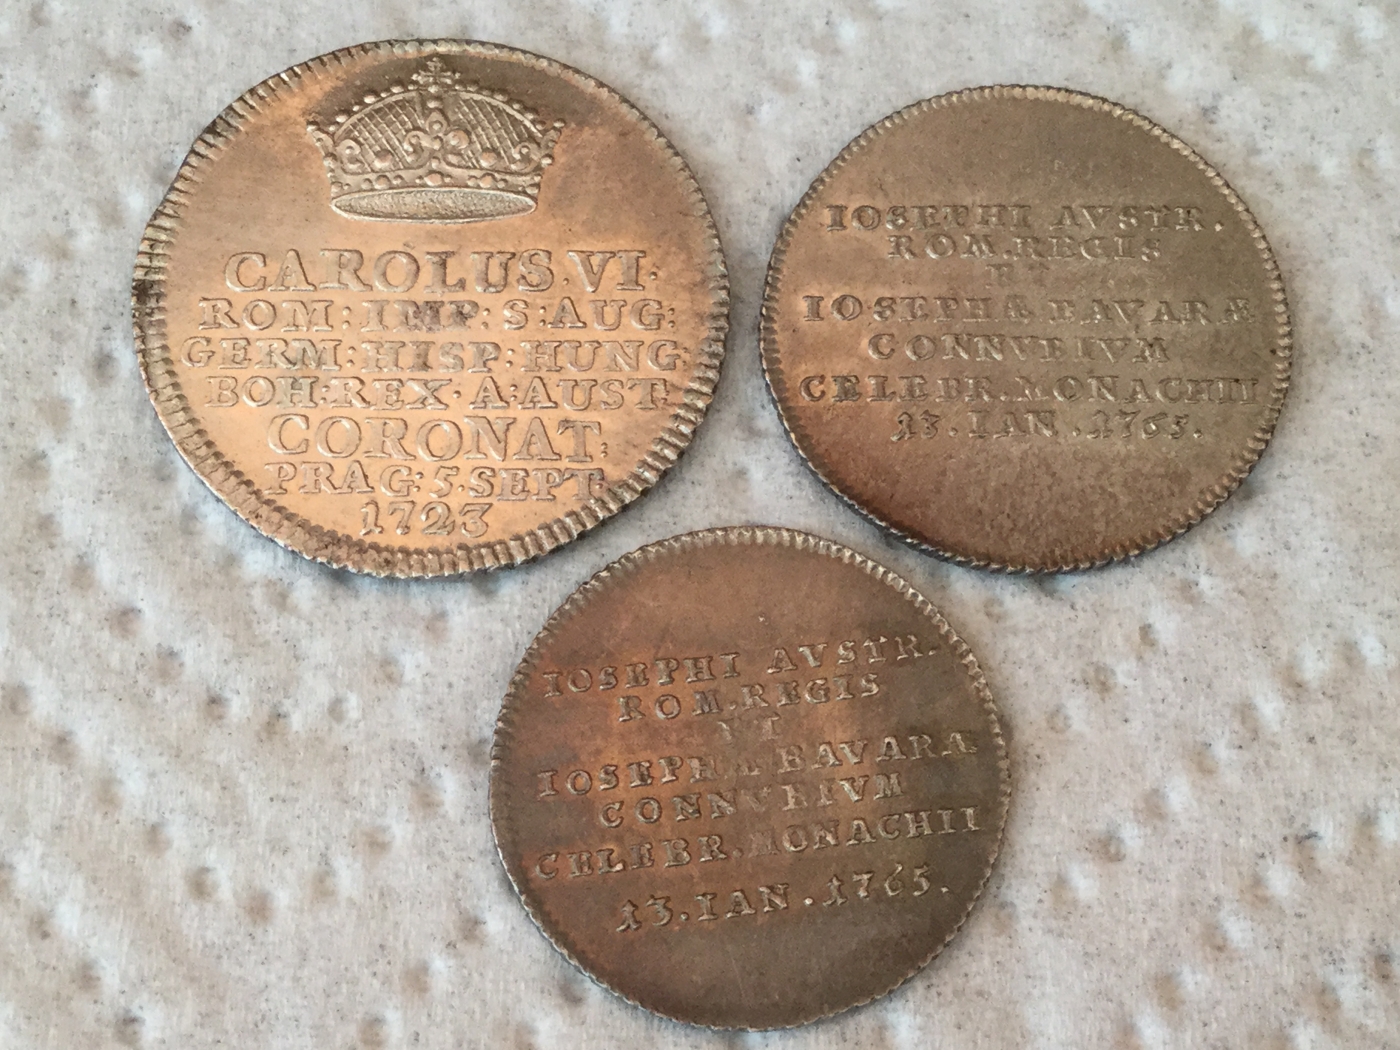 CAROLUS·VI·
ROM:IMP:S:AUG:
GERM:HISP:HUNG
BOH:REX·A:AUST
CORONAT:
PRAG:5·SEPT
1723
IOSEPHI AVSTR.
ROM.REGIS
IOSEPHÆ BAVARÆ
CONNVBIVM
CELEBR.MONACHII
13.IAN.1765.
IOSEPHI AVSTR.
ROM.REGIS
ET
IOSEPHÆ BAVARÆ
CONNVBIVM
CELEBR.MONACHII
13.IAN.1765.